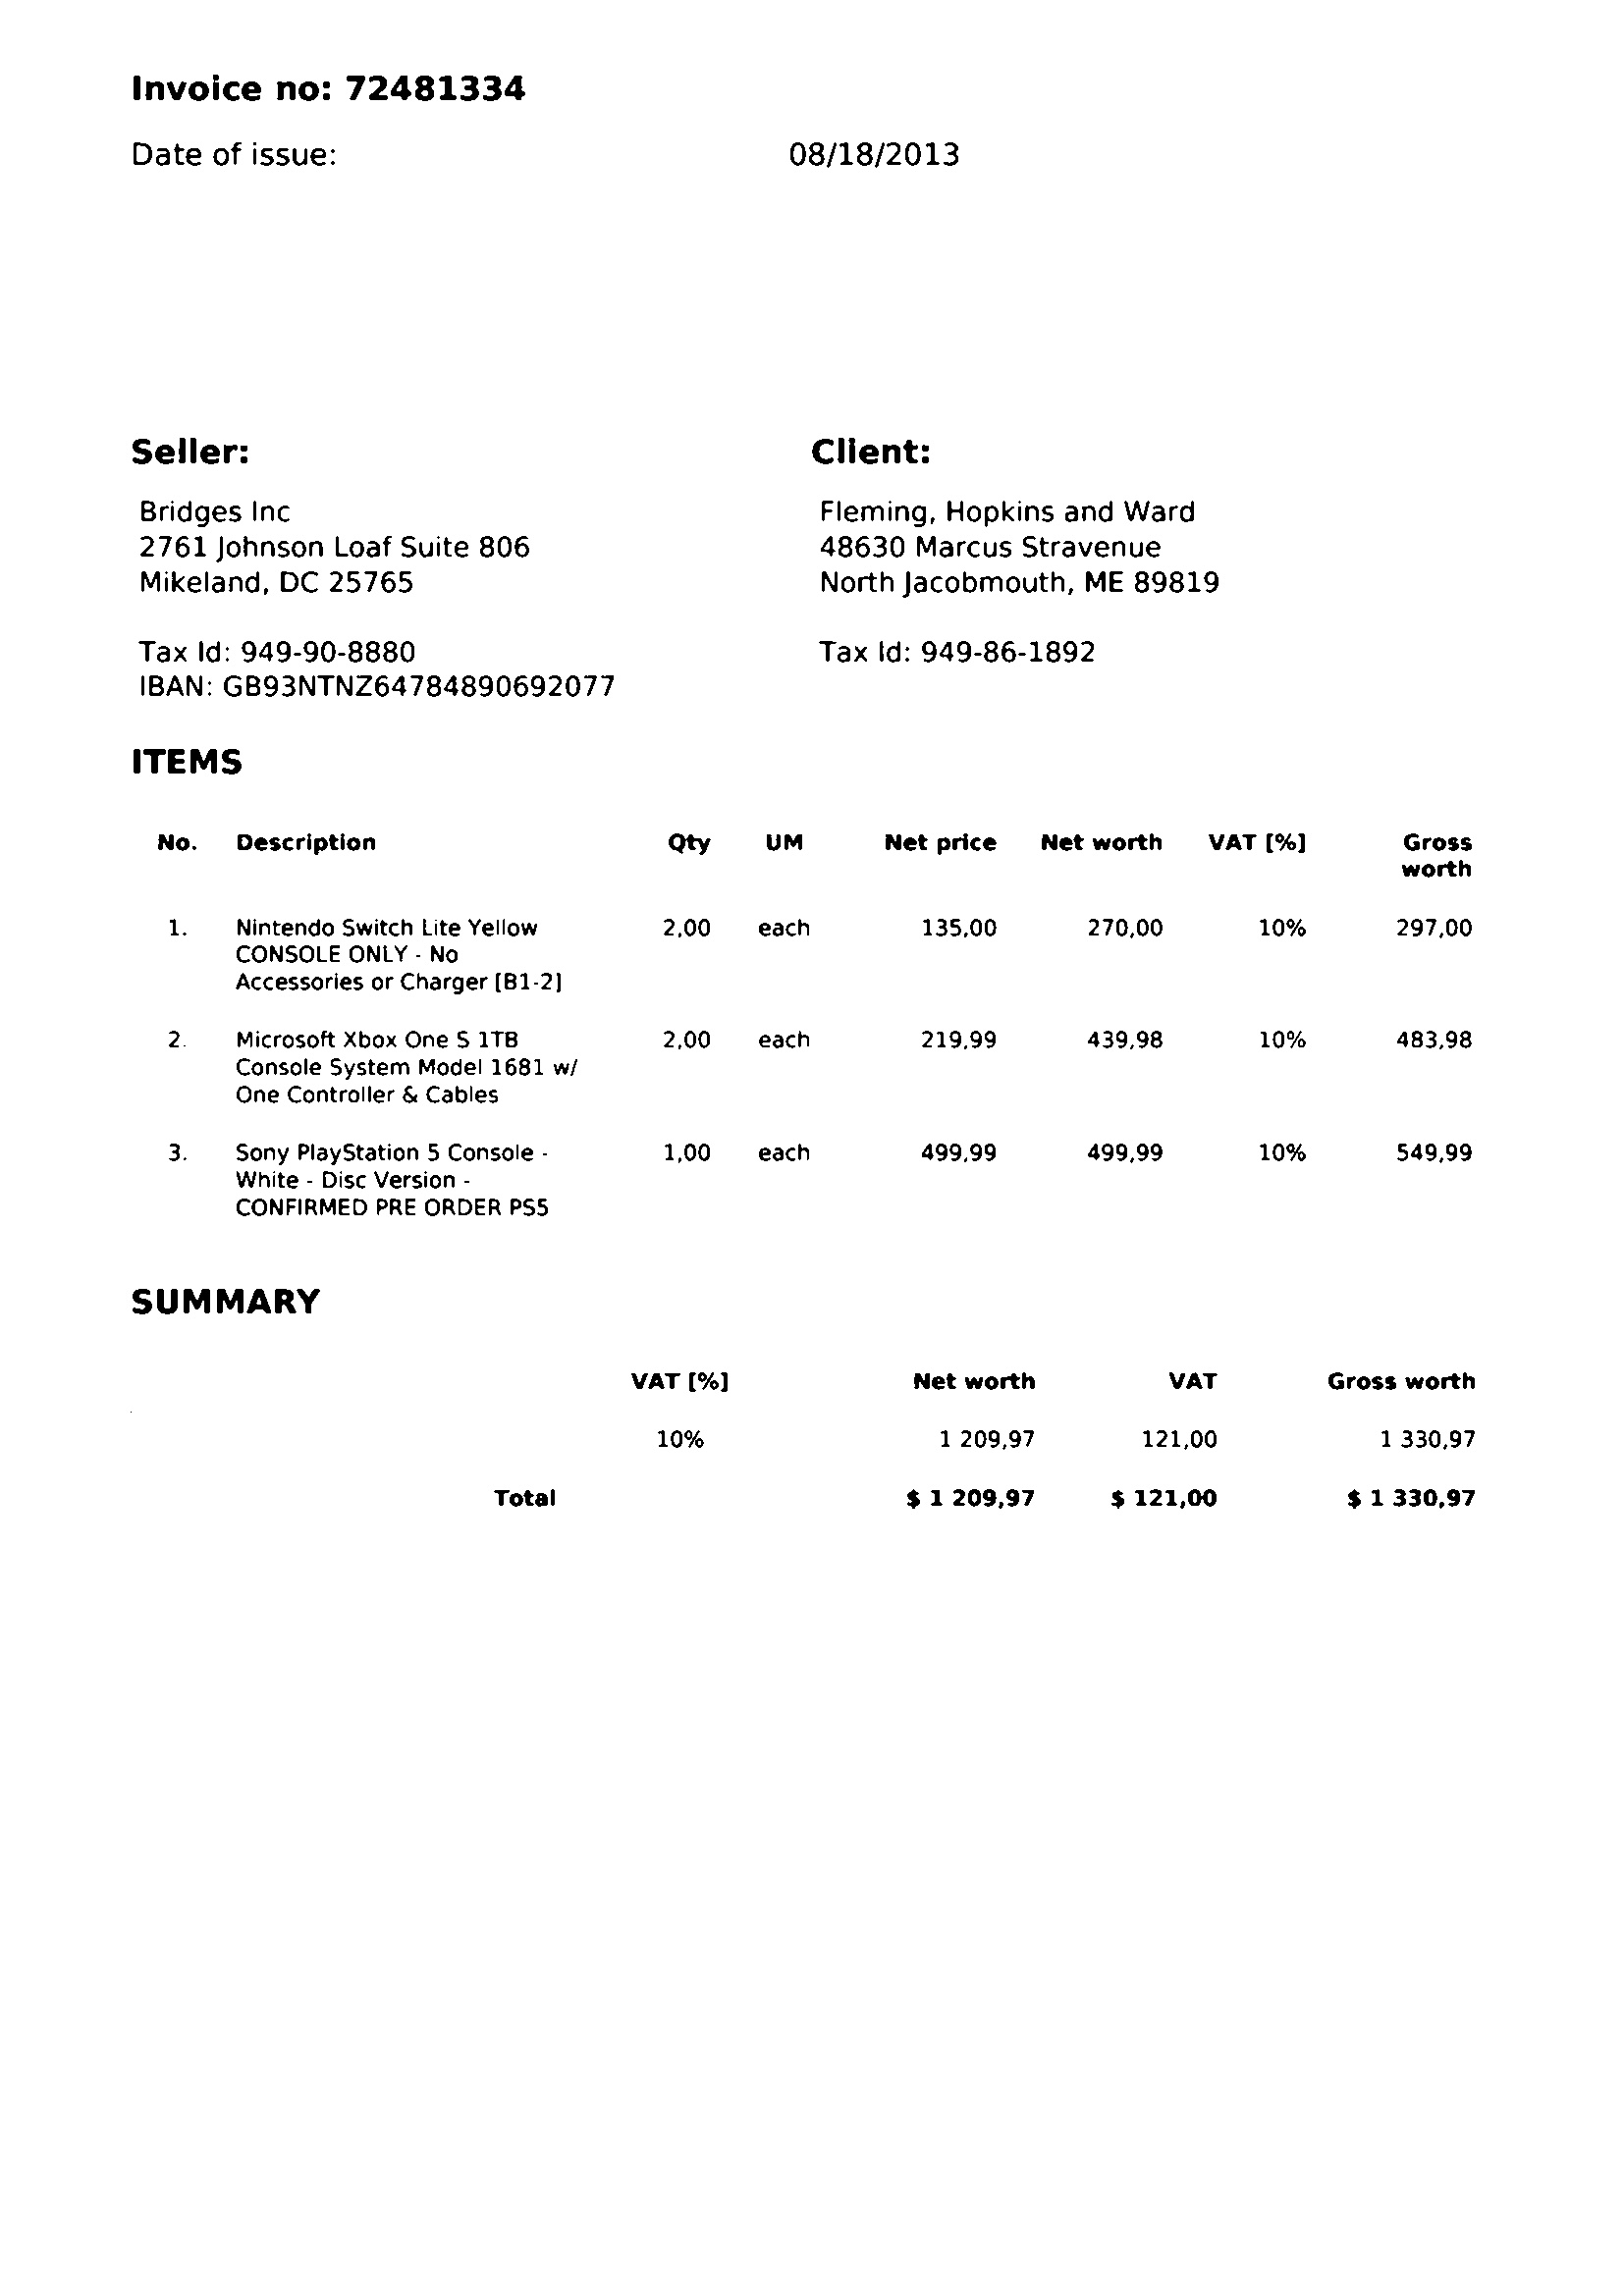 Invoice no: 72481334
Date of issue: 08/18/2013
Seller: Client:
Bridges Inc Fleming, Hopkins and Ward
2761 Johnson Loaf Suite 806 48630 Marcus Stravenue
Mikeland, DC 25765 North Jacobmouth, ME 89819
Tax Id: 949-90-8880 Tax Id: 949-86-1892
IBAN: GB93NTNZ64784890692077
ITEMS
No. Description Qty UM Net price Net worth VAT [%] Gross
worth
1. Nintendo Switch Lite Yellow 2,00 each 135,00 270,00 10% 297,00
CONSOLE ONLY - No
Accessories or Charger [B1-2]
2. Microsoft Xbox One S 1TB 2,00 each 219,99 439,98 10% 483,98
Console System Model 1681 w/
One Controller & Cables
3. Sony PlayStation 5 Console - 1,00 each 499,99 499,99 10% 549,99
White - Disc Version -
CONFIRMED PRE ORDER PS5
SUMMARY
VAT [%] Net worth VAT Gross worth
10% 1 209,97 121,00 1 330,97
Total $ 1 209,97 $ 121,00 $ 1 330,97